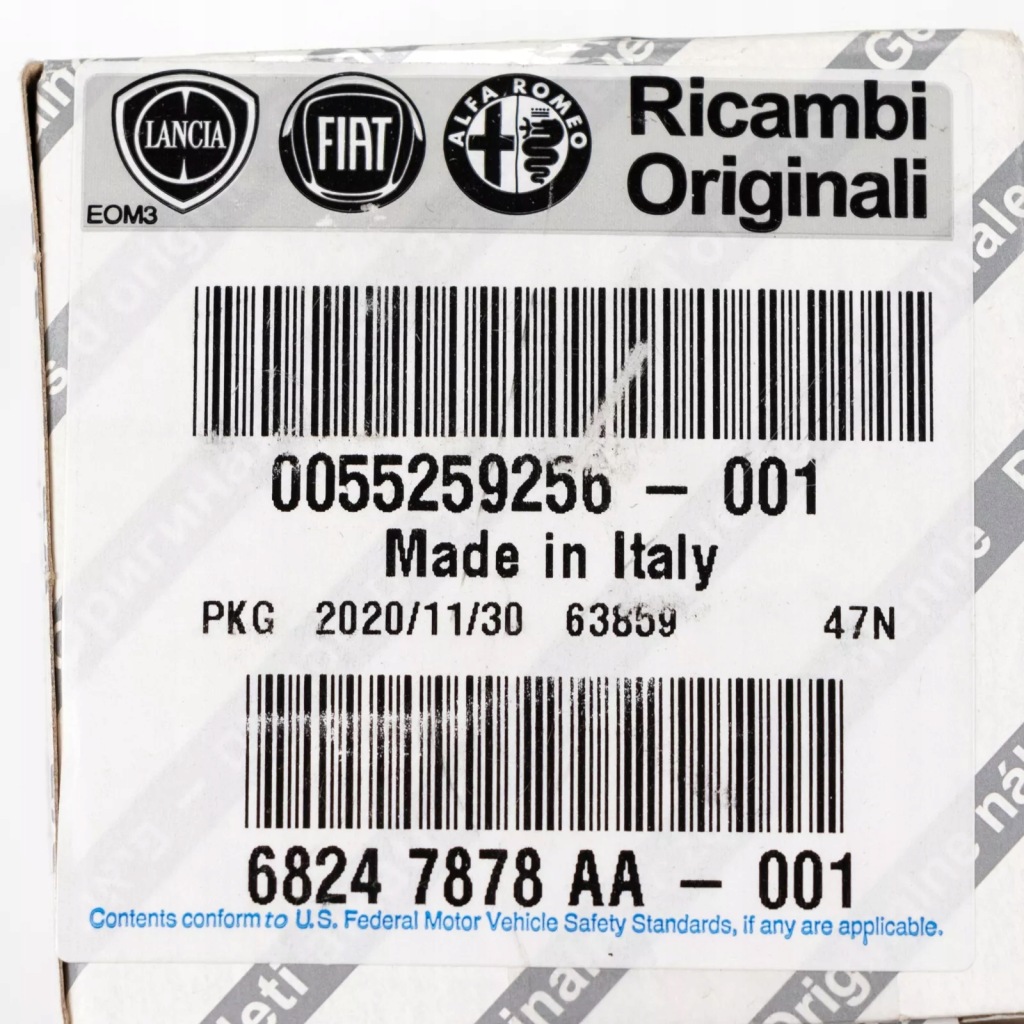 LANCIA
FIAT
ALFA ROMEO
Ricambi
Originali
EOM3
0055259256 – 001
Made in Italy
PKG 2020/11/30 63859 47N
6824 7878 AA – 001
Contents conform to U.S. Federal Motor Vehicle Safety Standards, if any are applicable.